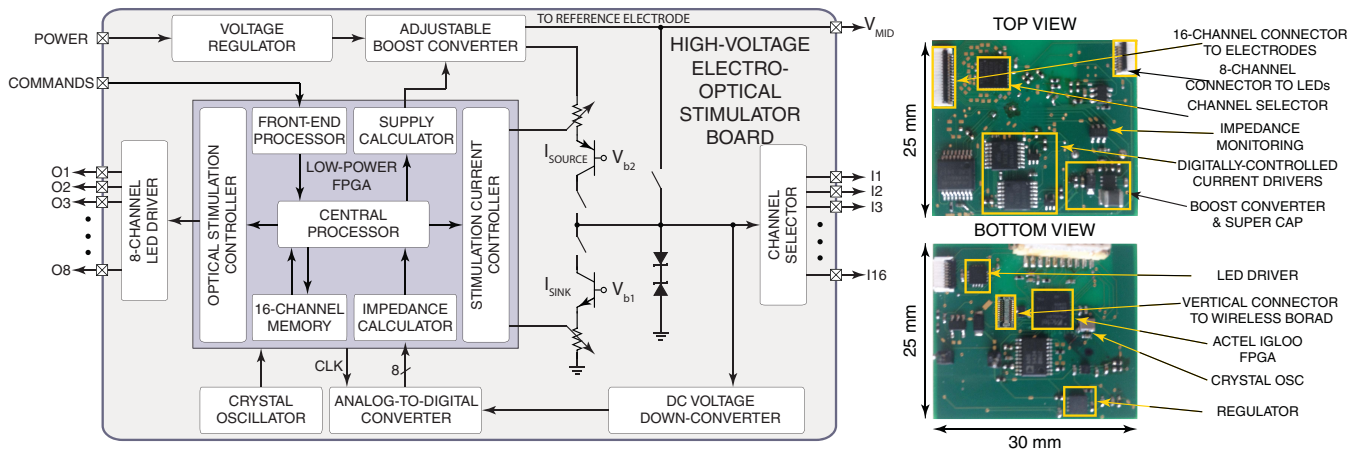 POWER
COMMANDS
VOLTAGE
REGULATOR
ADJUSTABLE
BOOST CONVERTER
TO REFERENCE ELECTRODE
VMID
HIGH-VOLTAGE
ELECTRO-
OPTICAL
STIMULATOR
BOARD
FRONT-END
PROCESSOR
SUPPLY
CALCULATOR
LOW-POWER
FPGA
CENTRAL
PROCESSOR
16-CHANNEL
MEMORY
IMPEDANCE
CALCULATOR
OPTICAL STIMULATION
CONTROLLER
STIMULATION CURRENT
CONTROLLER
8-CHANNEL
LED DRIVER
O1
O2
O3
O8
ISOURCE
Vb2
ISINK
Vb1
CHANNEL
SELECTOR
I1
I2
I3
I16
CLK
8
CRYSTAL
OSCILLATOR
ANALOG-TO-DIGITAL
CONVERTER
DC VOLTAGE
DOWN-CONVERTER
TOP VIEW
25 mm
16-CHANNEL CONNECTOR
TO ELECTRODES
8-CHANNEL
CONNECTOR TO LEDs
CHANNEL SELECTOR
IMPEDANCE
MONITORING
DIGITALLY-CONTROLLED
CURRENT DRIVERS
BOOST CONVERTER
& SUPER CAP
BOTTOM VIEW
25 mm
LED DRIVER
VERTICAL CONNECTOR
TO WIRELESS BORAD
ACTEL IGLOO
FPGA
CRYSTAL OSC
REGULATOR
30 mm